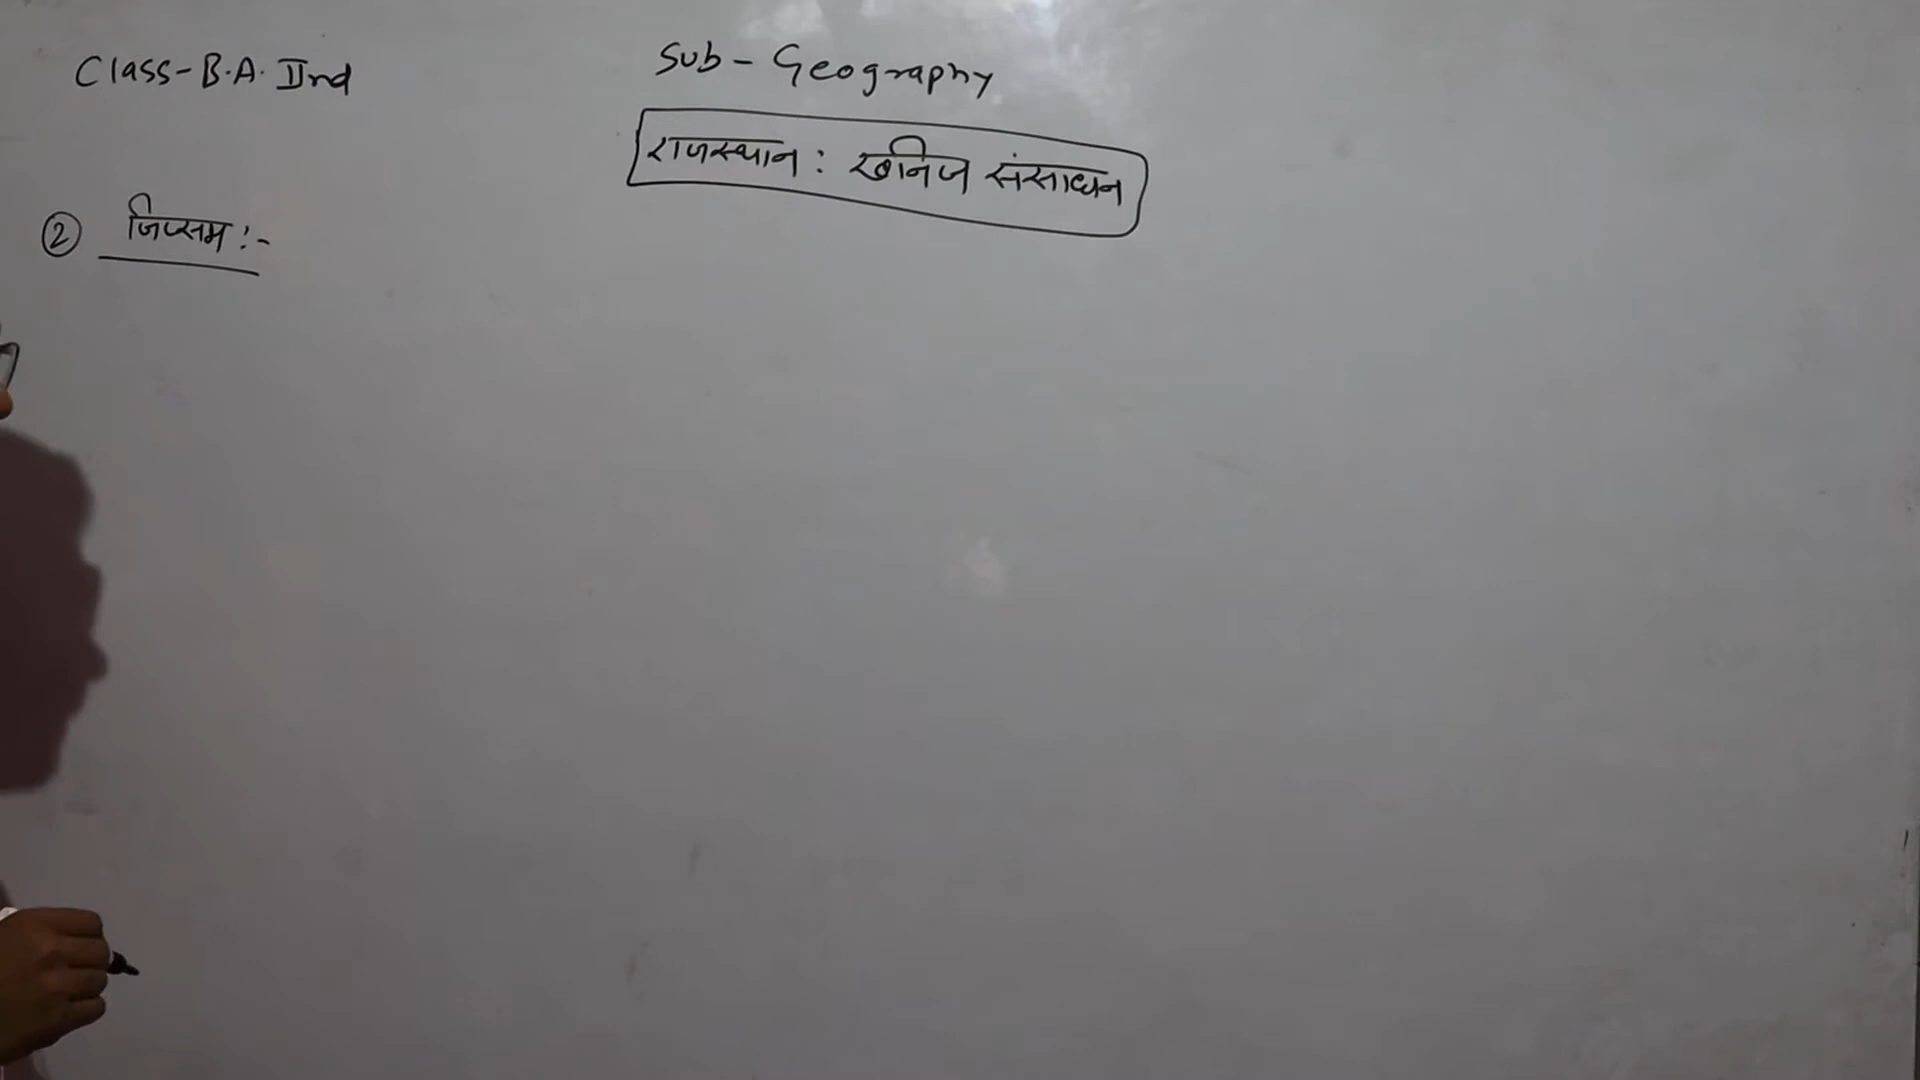 Class-B.A. IInd
Sub - Geography
राजस्थान : खनिज संसाधन
② जिप्सम :-